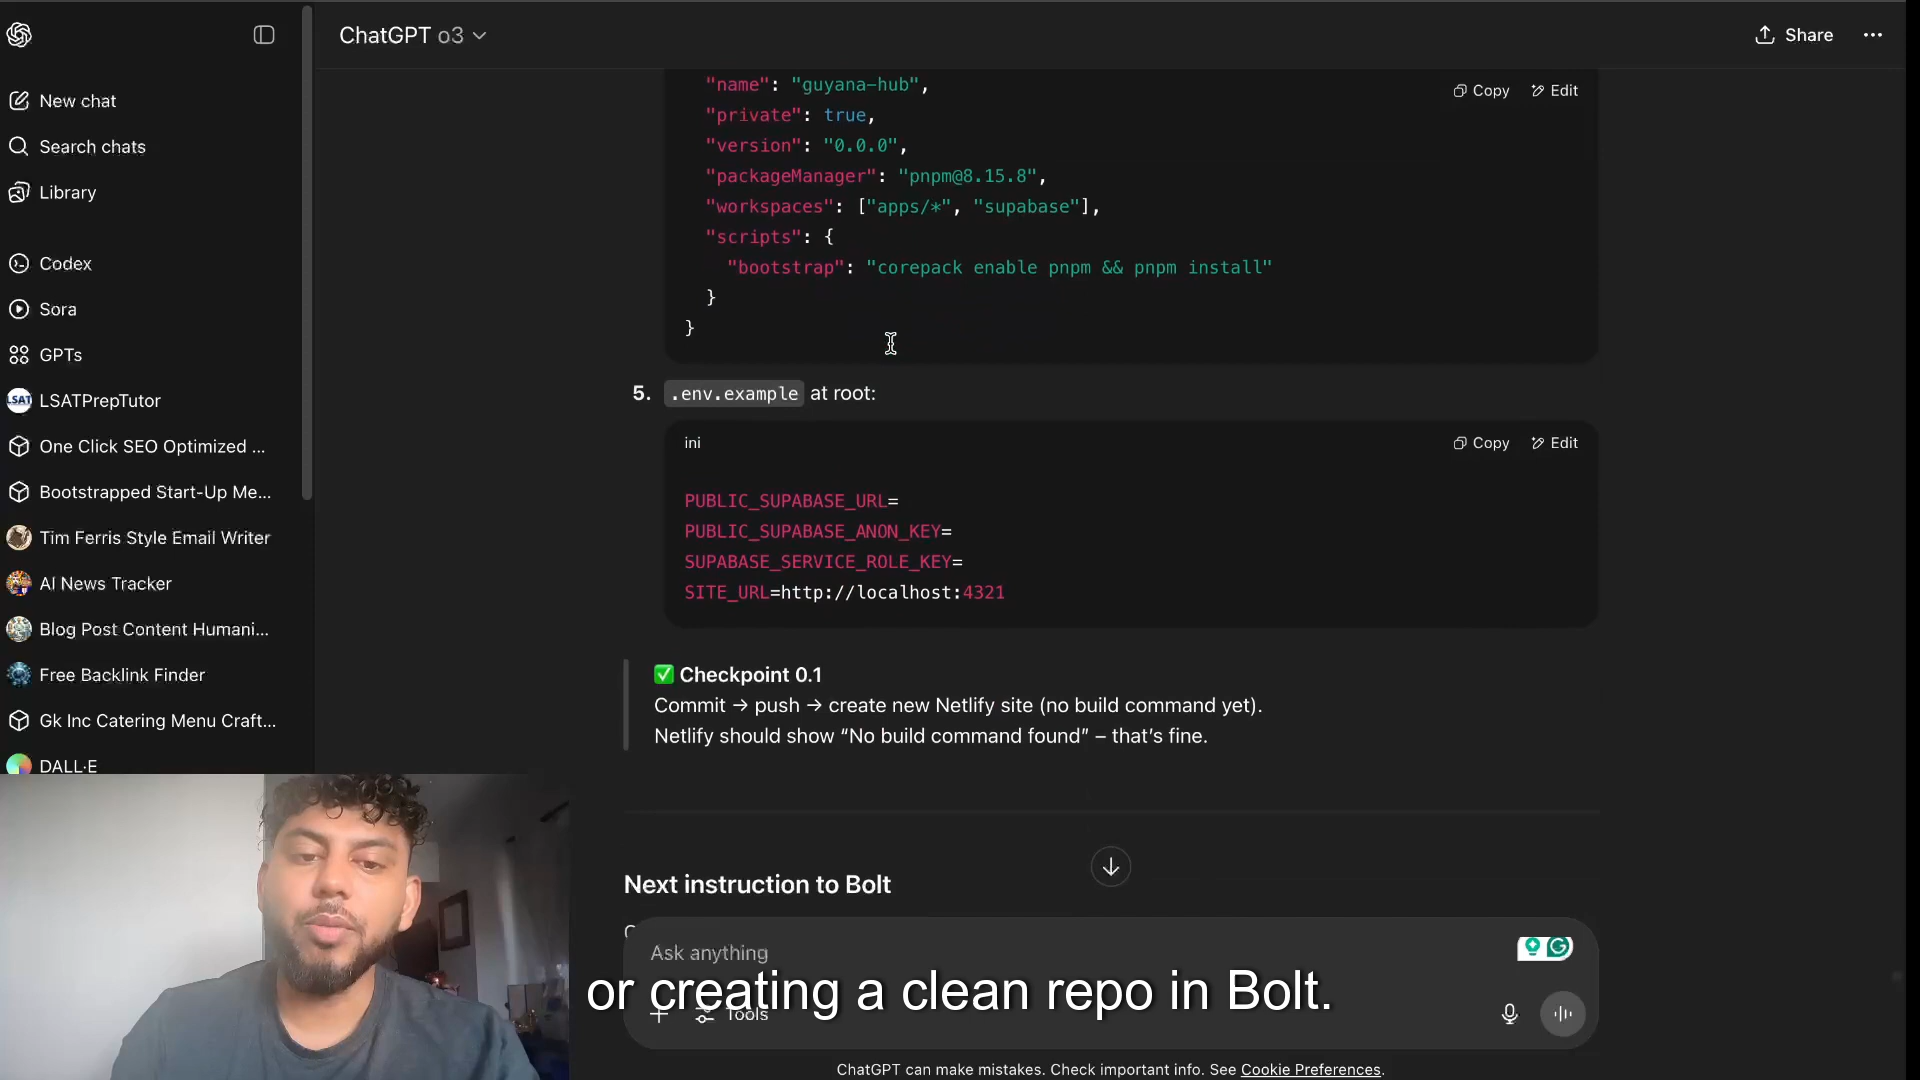 ChatGPT o3
Share
New chat
Search chats
Library
Codex
Sora
GPTs
LSAT
LSATPrepTutor
One Click SEO Optimized ...
Bootstrapped Start-Up Me...
Tim Ferris Style Email Writer
AI News Tracker
Blog Post Content Humani...
Free Backlink Finder
Gk Inc Catering Menu Craft...
DALL·E
"name": "guyana-hub",
Copy Edit
"private": true,
"version": "0.0.0",
"packageManager": "pnpm@8.15.8",
"workspaces": ["apps/*", "supabase"],
"scripts": {
"bootstrap": "corepack enable pnpm && pnpm install"
}
}
5. .env.example at root:
ini
Copy Edit
PUBLIC_SUPABASE_URL=
PUBLIC_SUPABASE_ANON_KEY=
SUPABASE_SERVICE_ROLE_KEY=
SITE_URL=http://localhost:4321
✅ Checkpoint 0.1
Commit → push → create new Netlify site (no build command yet).
Netlify should show “No build command found” – that’s fine.
Next instruction to Bolt
Ask anything
or creating a clean repo in Bolt.
Tools
ChatGPT can make mistakes. Check important info. See Cookie Preferences.